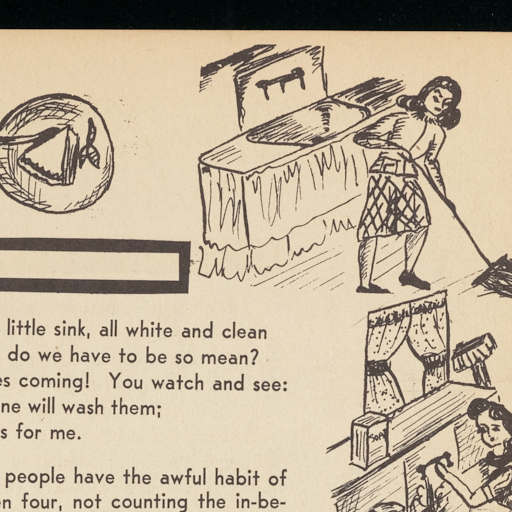 little sink, all white and clean
do we have to be so mean?
es coming! You watch and see:
ne will wash them;
s for me.
people have the awful habit of
en four, not counting the in-be-
SOAP